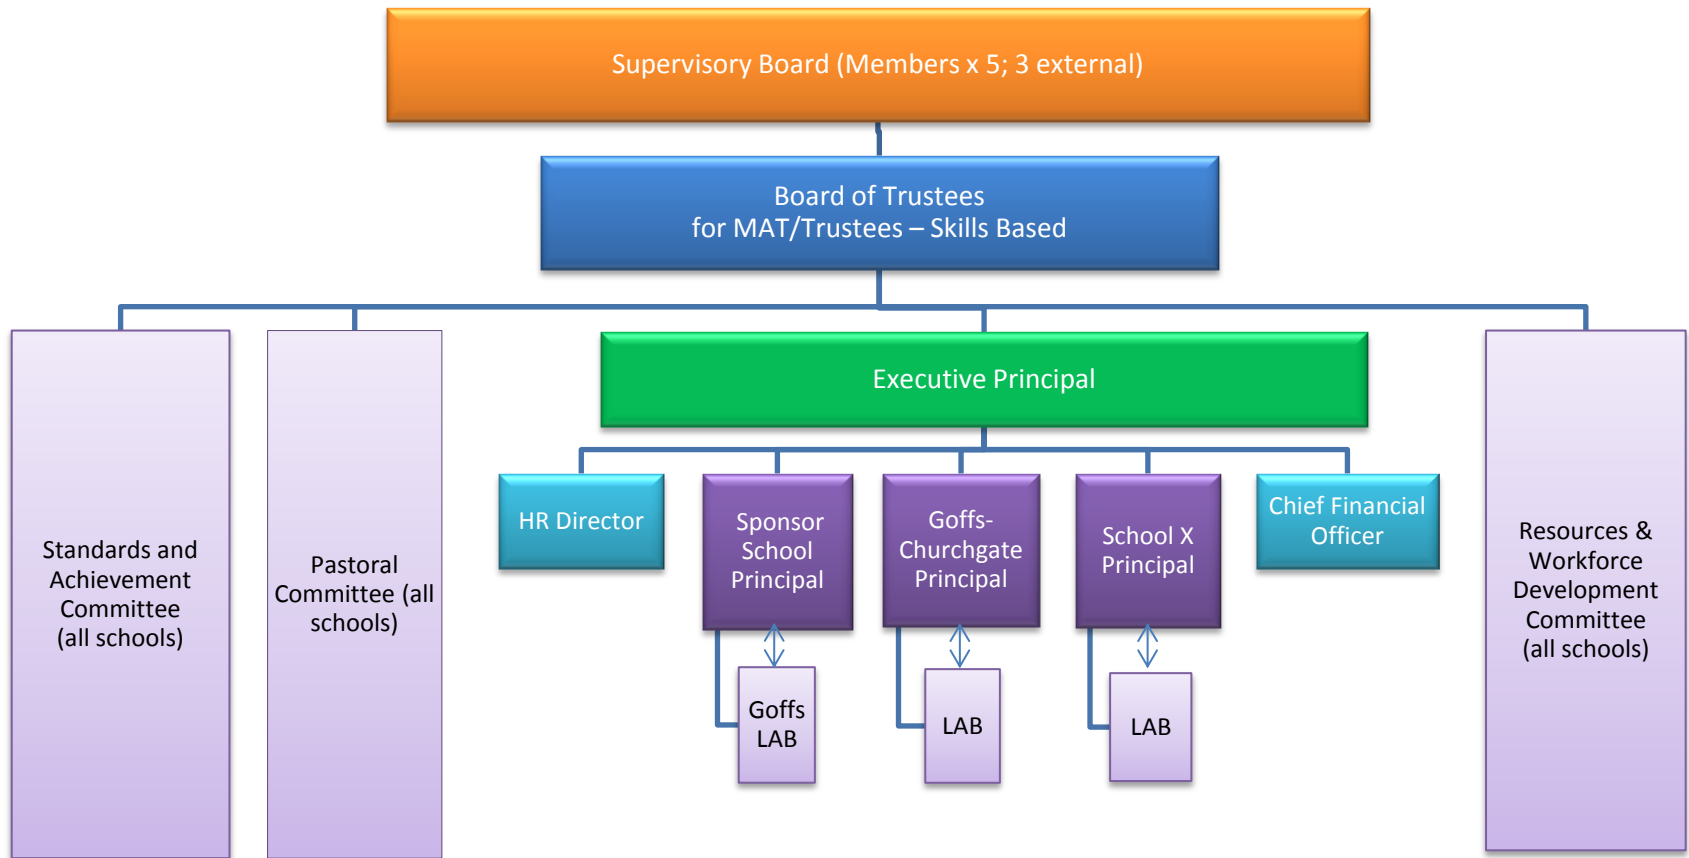 Supervisory Board (Members x 5; 3 external)
Board of Trustees
for MAT/Trustees – Skills Based
Standards and
Achievement
Committee
(all schools)
Pastoral
Committee (all
schools)
Executive Principal
HR Director
Sponsor
School
Principal
Goffs-
Churchgate
Principal
School X
Principal
Chief Financial
Officer
Goffs
LAB
LAB
LAB
Resources &
Workforce
Development
Committee
(all schools)